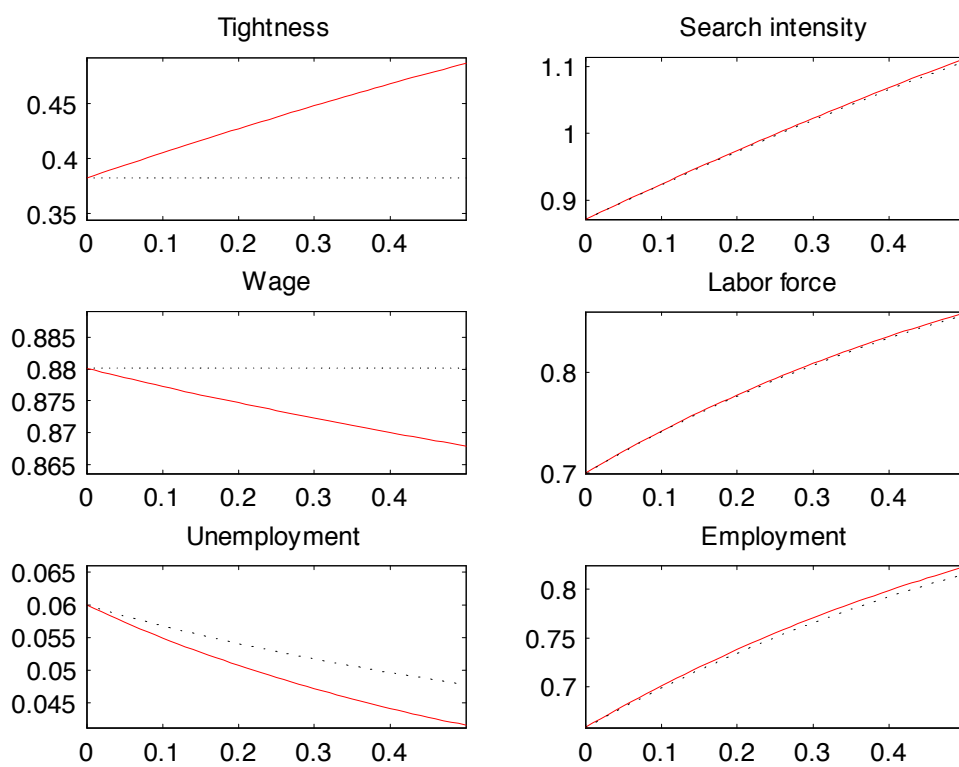 Tightness
0.45
0.4
0.35
0 0.1 0.2 0.3 0.4
Search intensity
1.1
1
0.9
0 0.1 0.2 0.3 0.4
Wage
0.885
0.88
0.875
0.87
0.865
0 0.1 0.2 0.3 0.4
Labor force
0.8
0.7
0 0.1 0.2 0.3 0.4
Unemployment
0.065
0.06
0.055
0.05
0.045
0 0.1 0.2 0.3 0.4
Employment
0.8
0.75
0.7
0 0.1 0.2 0.3 0.4